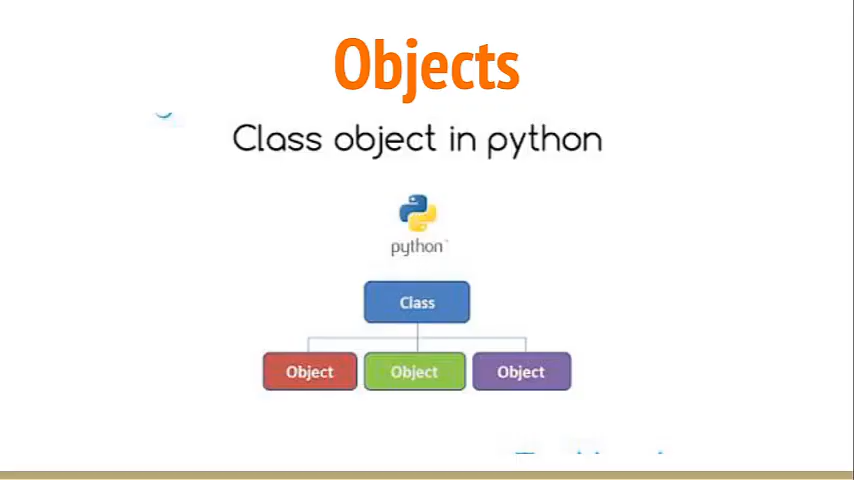 Objects
Class object in python
python
Class
Object Object Object